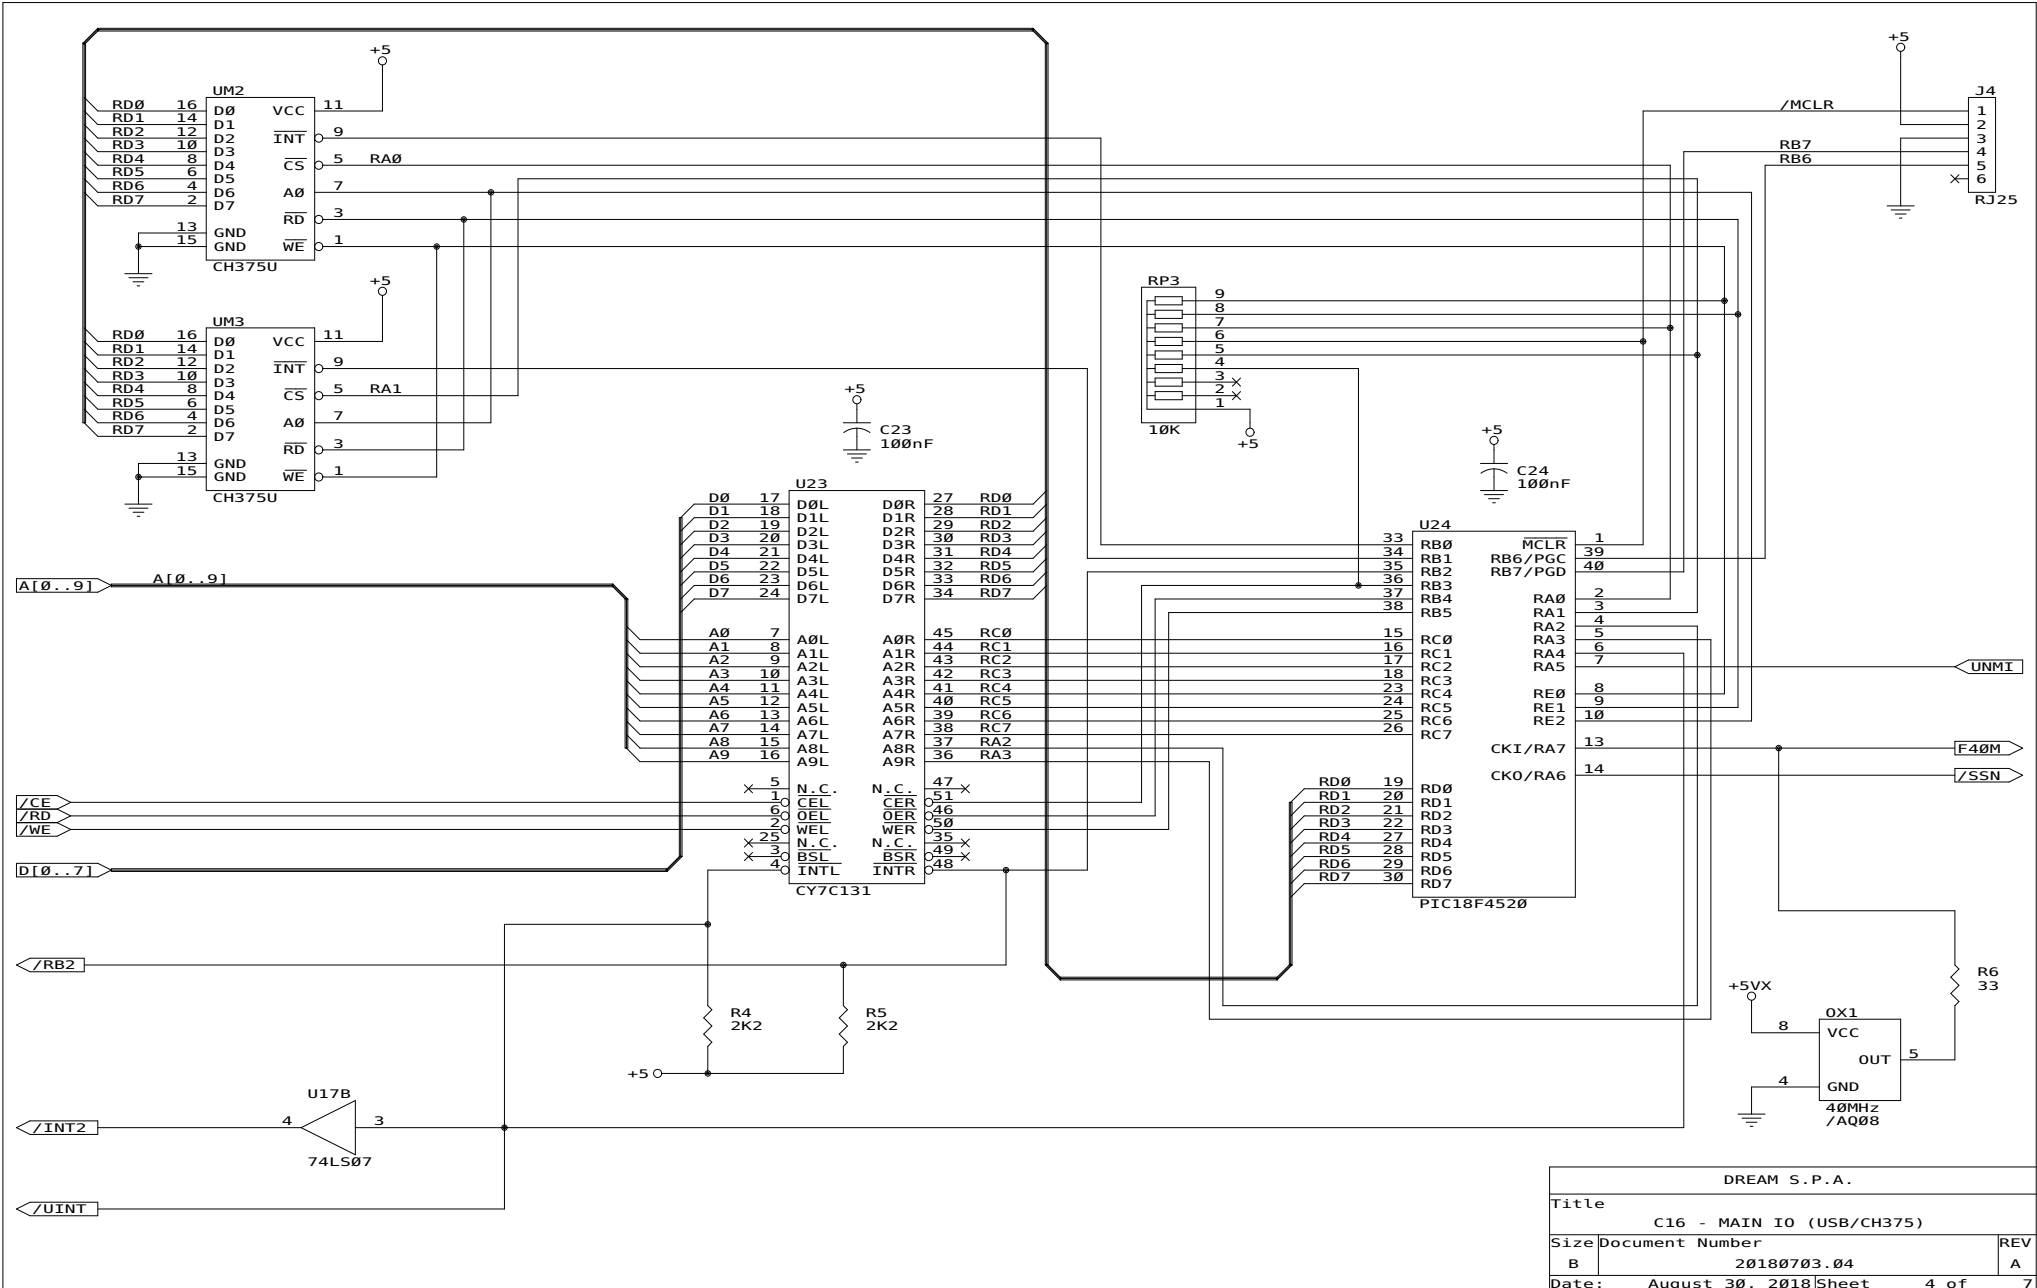 +5
+5
UM2
J4
RDØ 16 DØ VCC 11
/MCLR 1
RD1 14 D1
2
RD2 12 D2 INT 9
3
RD3 1Ø D3
RB7 4
RD4 8 D4 CS 5 RAØ
RB6 5
RD5 6 D5
6
RD6 4 D6 AØ 7
RD7 2 D7
RJ25
RD 3
13 GND
15 GND WE 1
CH375U
+5
RP3
9
8
7
6
5
4
3
2
1
1ØK
+5
UM3
RDØ 16 DØ VCC 11
RD1 14 D1
RD2 12 D2 INT 9
RD3 1Ø D3
RD4 8 D4 CS 5 RA1
RD5 6 D5
RD6 4 D6 AØ 7
RD7 2 D7
RD 3
13 GND
15 GND WE 1
CH375U
+5
C23
1ØØnF
+5
C24
1ØØnF
U23
DØ 17 DØL DØR 27 RDØ
D1 18 D1L D1R 28 RD1
D2 19 D2L D2R 29 RD2
D3 2Ø D3L D3R 3Ø RD3
D4 21 D4L D4R 31 RD4
D5 22 D5L D5R 32 RD5
D6 23 D6L D6R 33 RD6
D7 24 D7L D7R 34 RD7
A[Ø..9] A[Ø..9]
AØ 7 AØL AØR 45 RCØ
A1 8 A1L A1R 44 RC1
A2 9 A2L A2R 43 RC2
A3 1Ø A3L A3R 42 RC3
A4 11 A4L A4R 41 RC4
A5 12 A5L A5R 4Ø RC5
A6 13 A6L A6R 39 RC6
A7 14 A7L A7R 38 RC7
A8 15 A8L A8R 37 RA2
A9 16 A9L A9R 36 RA3
5 N.C. N.C. 47
/CE 1 CEL CER 51
/RD 6 OEL OER 46
/WE 2 WEL WER 5Ø
25 N.C. N.C. 35
3 BSL BSR 49
D[Ø..7] 4 INTL INTR 48
CY7C131
U24
33 RBØ MCLR 1
34 RB1 RB6/PGC 39
35 RB2 RB7/PGD 4Ø
36 RB3
37 RB4 RAØ 2
38 RB5 RA1 3
RA2 4
15 RCØ RA3 5
16 RC1 RA4 6
17 RC2 RA5 7 UNMI
18 RC3
23 RC4 REØ 8
24 RC5 RE1 9
25 RC6 RE2 1Ø
26 RC7
CKI/RA7 13 F4ØM
CKO/RA6 14 /SSN
RDØ 19 RDØ
RD1 2Ø RD1
RD2 21 RD2
RD3 22 RD3
RD4 27 RD4
RD5 28 RD5
RD6 29 RD6
RD7 3Ø RD7
PIC18F452Ø
/RB2
R4
2K2
R5
2K2
+5
R6
33
+5VX
OX1
8 VCC
OUT 5
4 GND
4ØMHz
/AQØ8
U17B
/INT2 4 3
74LSØ7
/UINT
DREAM S.P.A.
Title
C16 - MAIN IO (USB/CH375)
Size Document Number REV
B 2Ø18Ø7Ø3.Ø4 A
Date: August 3Ø, 2Ø18 Sheet 4 of 7